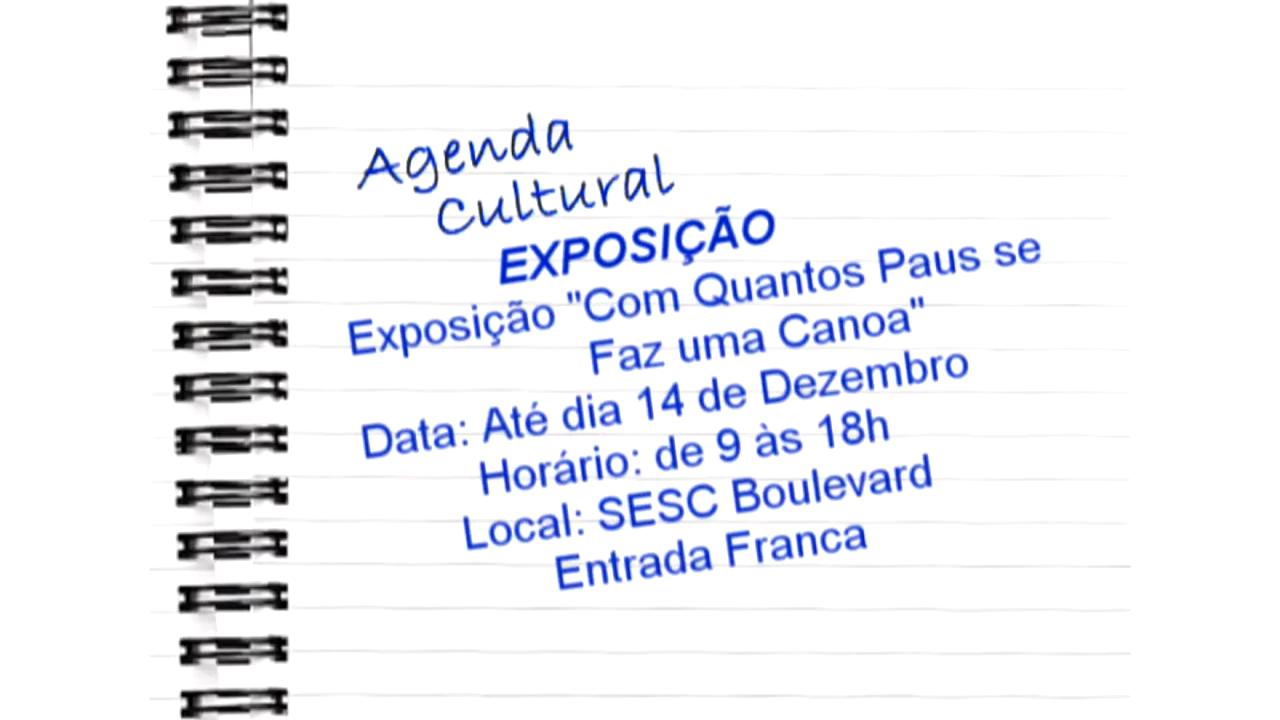 Agenda
Cultural
EXPOSIÇÃO
Exposição "Com Quantos Paus se
Faz uma Canoa"
Data: Até dia 14 de Dezembro
Horário: de 9 às 18h
Local: SESC Boulevard
Entrada Franca